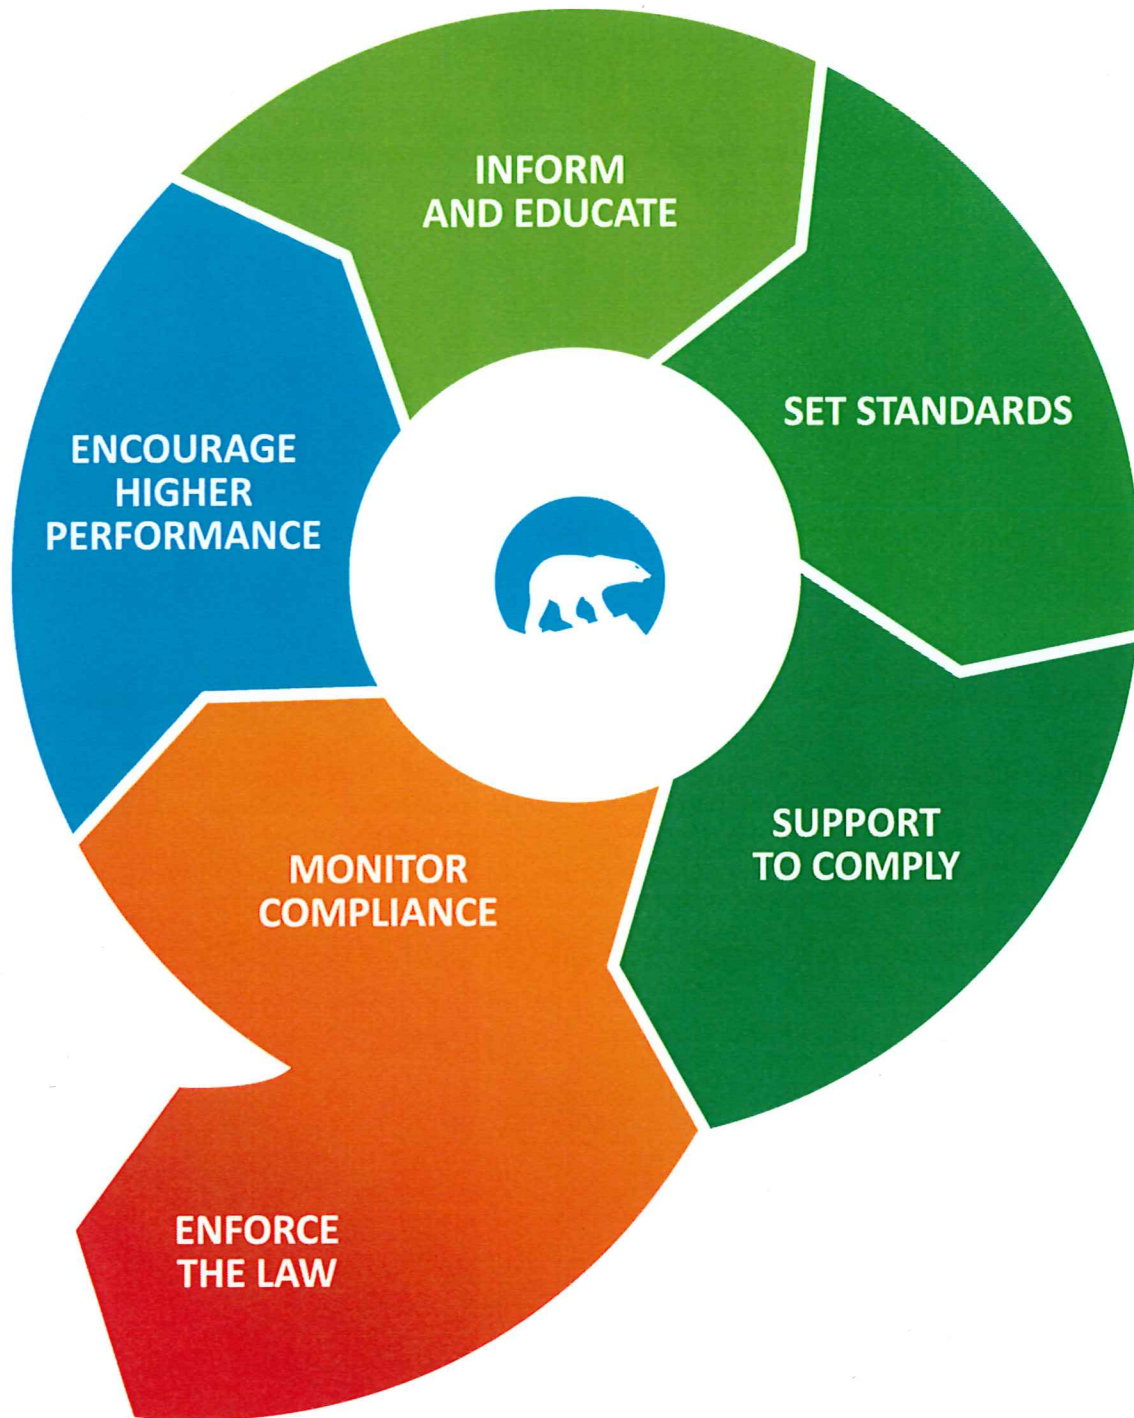 INFORM
AND EDUCATE
SET STANDARDS
SUPPORT
TO COMPLY
MONITOR
COMPLIANCE
ENFORCE
THE LAW
ENCOURAGE
HIGHER
PERFORMANCE